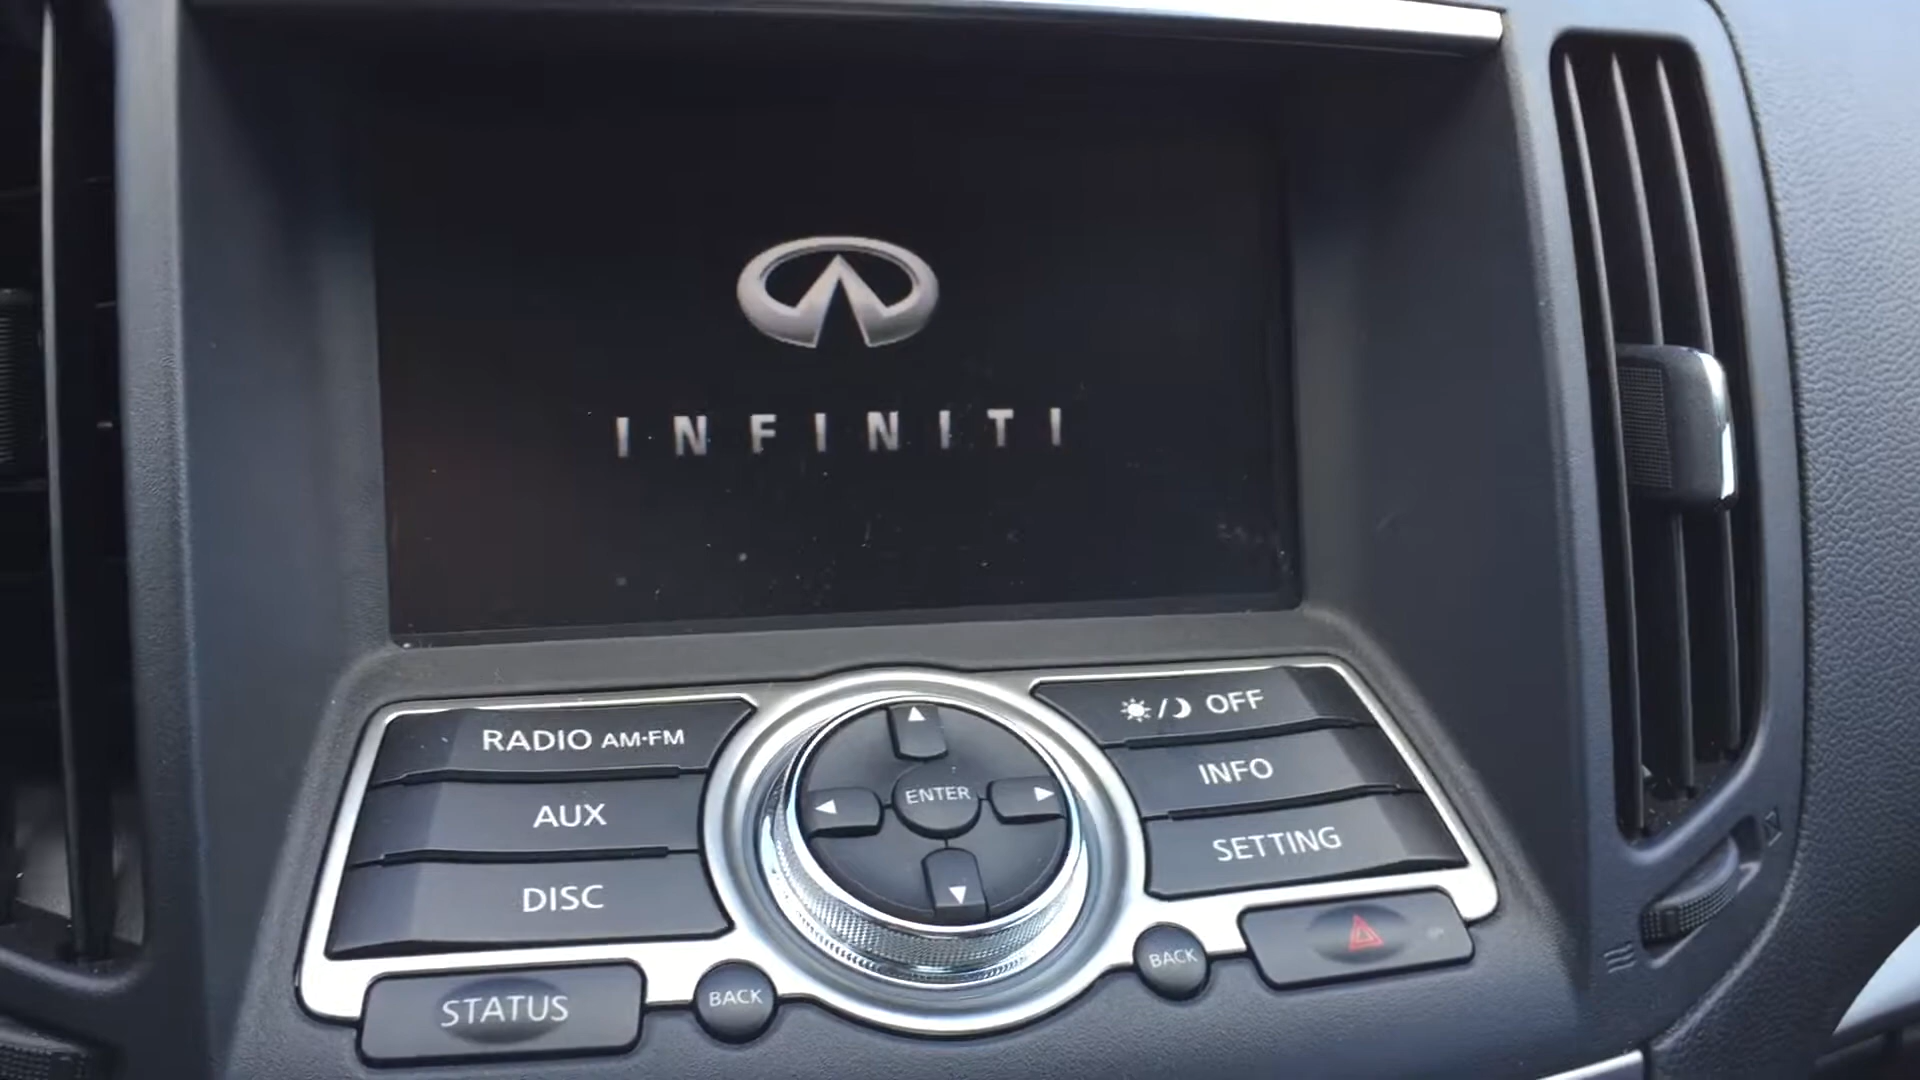 INFINITI
RADIO AM·FM
AUX
DISC
STATUS
BACK
ENTER
OFF
INFO
SETTING
BACK